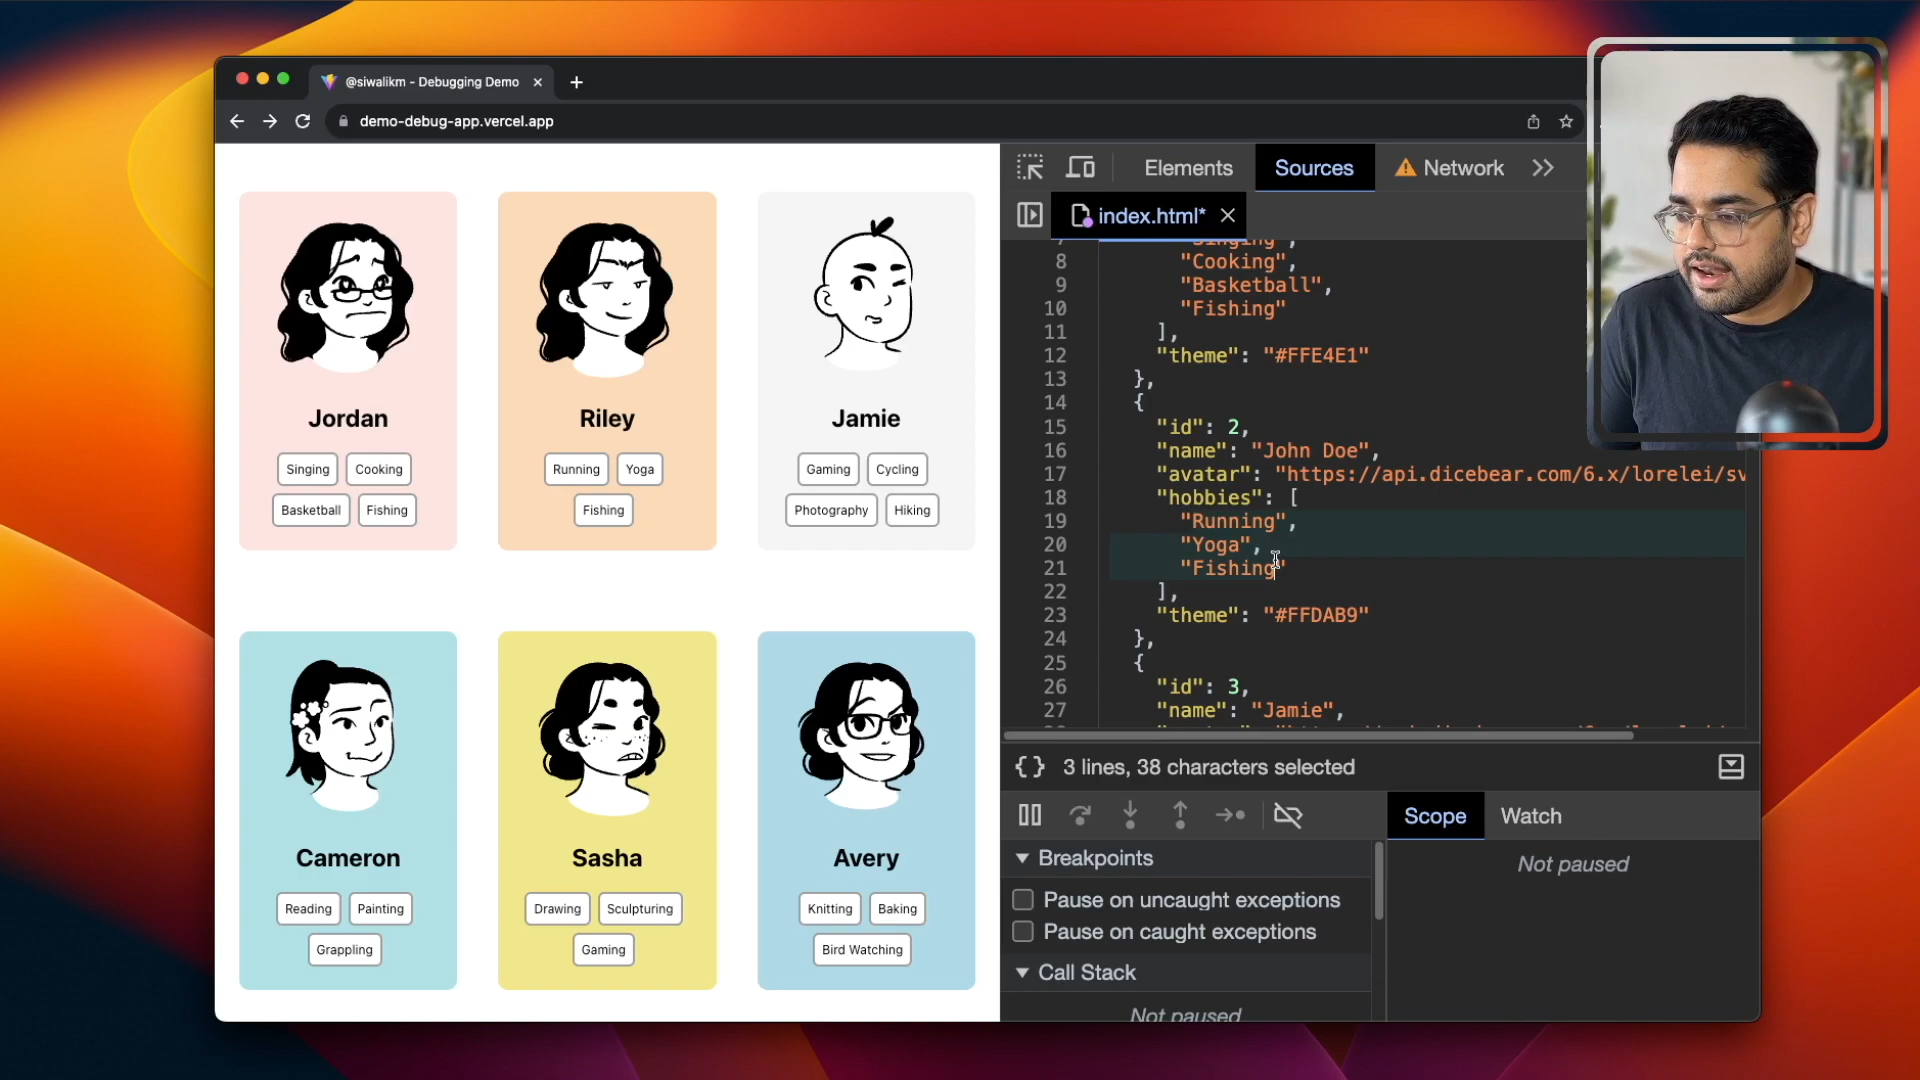 @siwalikm - Debugging Demo
demo-debug-app.vercel.app
Jordan
Singing
Cooking
Basketball
Fishing
Riley
Running
Yoga
Fishing
Jamie
Gaming
Cycling
Photography
Hiking
Cameron
Reading
Painting
Grappling
Sasha
Drawing
Sculpturing
Gaming
Avery
Knitting
Baking
Bird Watching
Elements
Sources
Network
index.html*
7 "Singing",
8 "Cooking",
9 "Basketball",
10 "Fishing"
11 ],
12 "theme": "#FFE4E1"
13 },
14 {
15 "id": 2,
16 "name": "John Doe",
17 "avatar": "https://api.dicebear.com/6.x/lorelei/sv
18 "hobbies": [
19 "Running",
20 "Yoga",
21 "Fishing"
22 ],
23 "theme": "#FFDAB9"
24 },
25 {
26 "id": 3,
27 "name": "Jamie",
{} 3 lines, 38 characters selected
Scope
Watch
Not paused
Breakpoints
Pause on uncaught exceptions
Pause on caught exceptions
Call Stack
Not paused